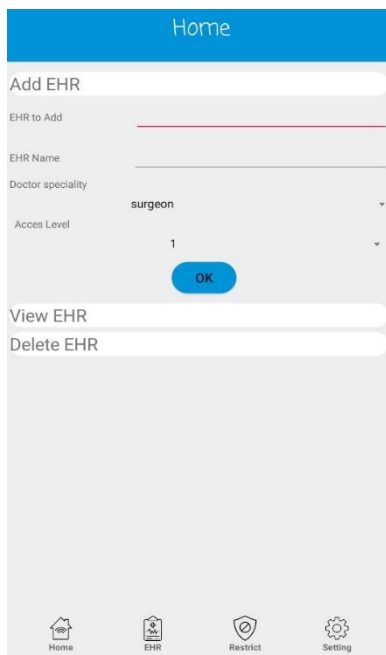 Home
Add EHR
EHR to Add
EHR Name
Doctor speciality
surgeon
Acces Level
1
OK
View EHR
Delete EHR
Home EHR Restrict Setting